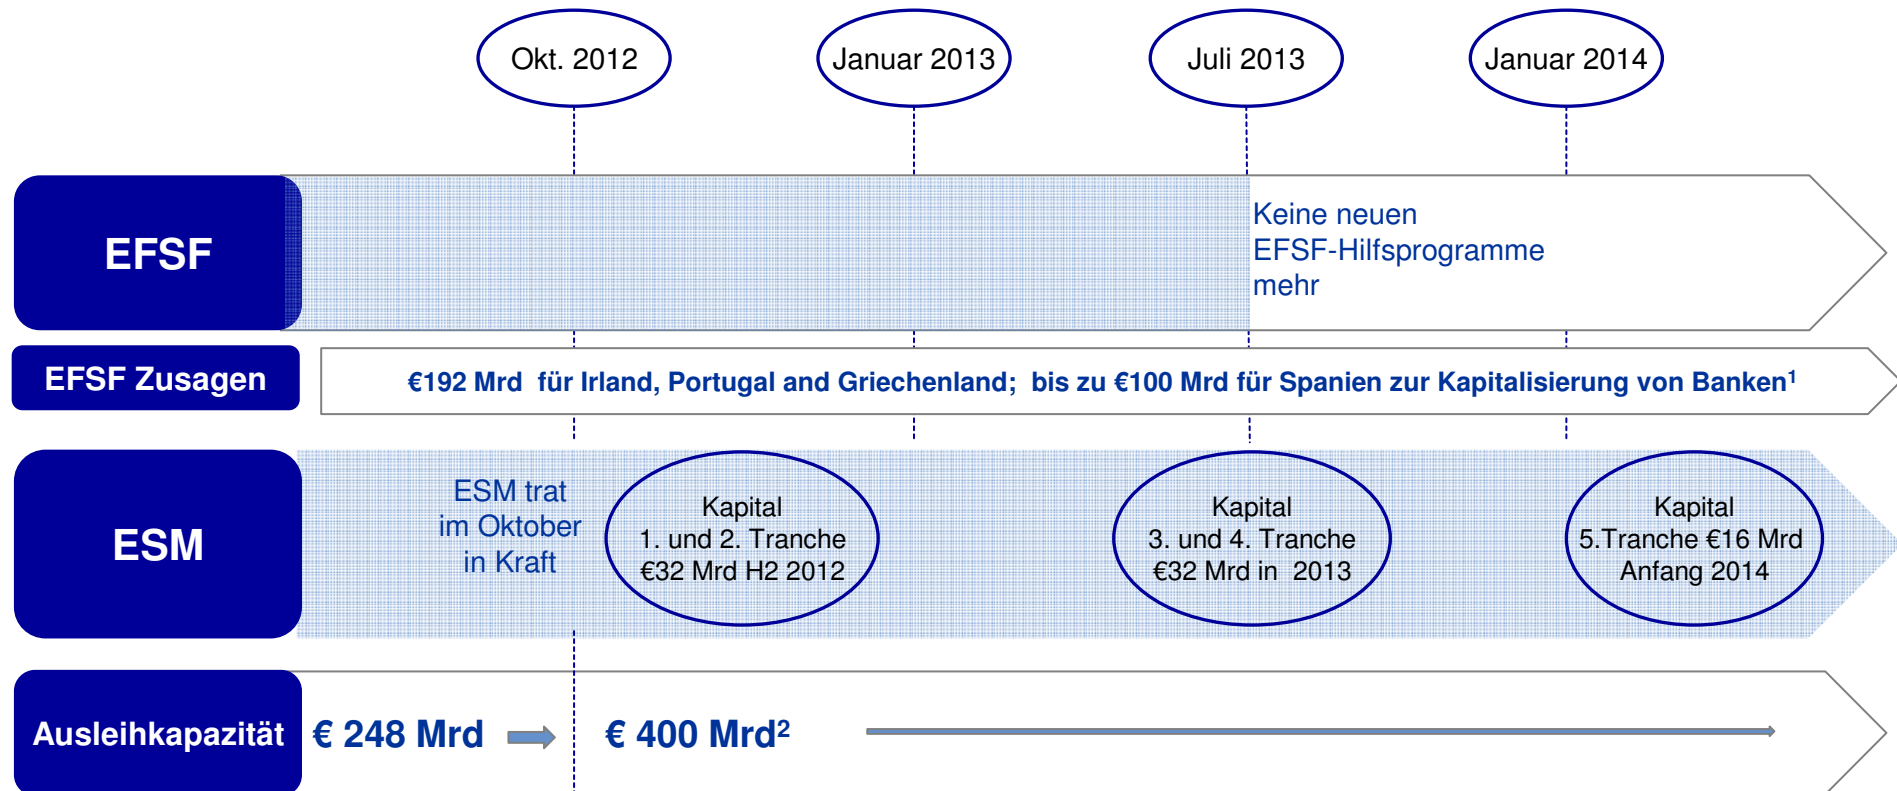 Okt. 2012
Januar 2013
Juli 2013
Januar 2014
EFSF
Keine neuen
EFSF-Hilfsprogramme
mehr
EFSF Zusagen
€192 Mrd für Irland, Portugal and Griechenland; bis zu €100 Mrd für Spanien zur Kapitalisierung von Banken¹
ESM
ESM trat
im Oktober
in Kraft
Kapital
1. und 2. Tranche
€32 Mrd H2 2012
Kapital
3. und 4. Tranche
€32 Mrd in 2013
Kapital
5.Tranche €16 Mrd
Anfang 2014
Ausleihkapazität
€ 248 Mrd
€ 400 Mrd²